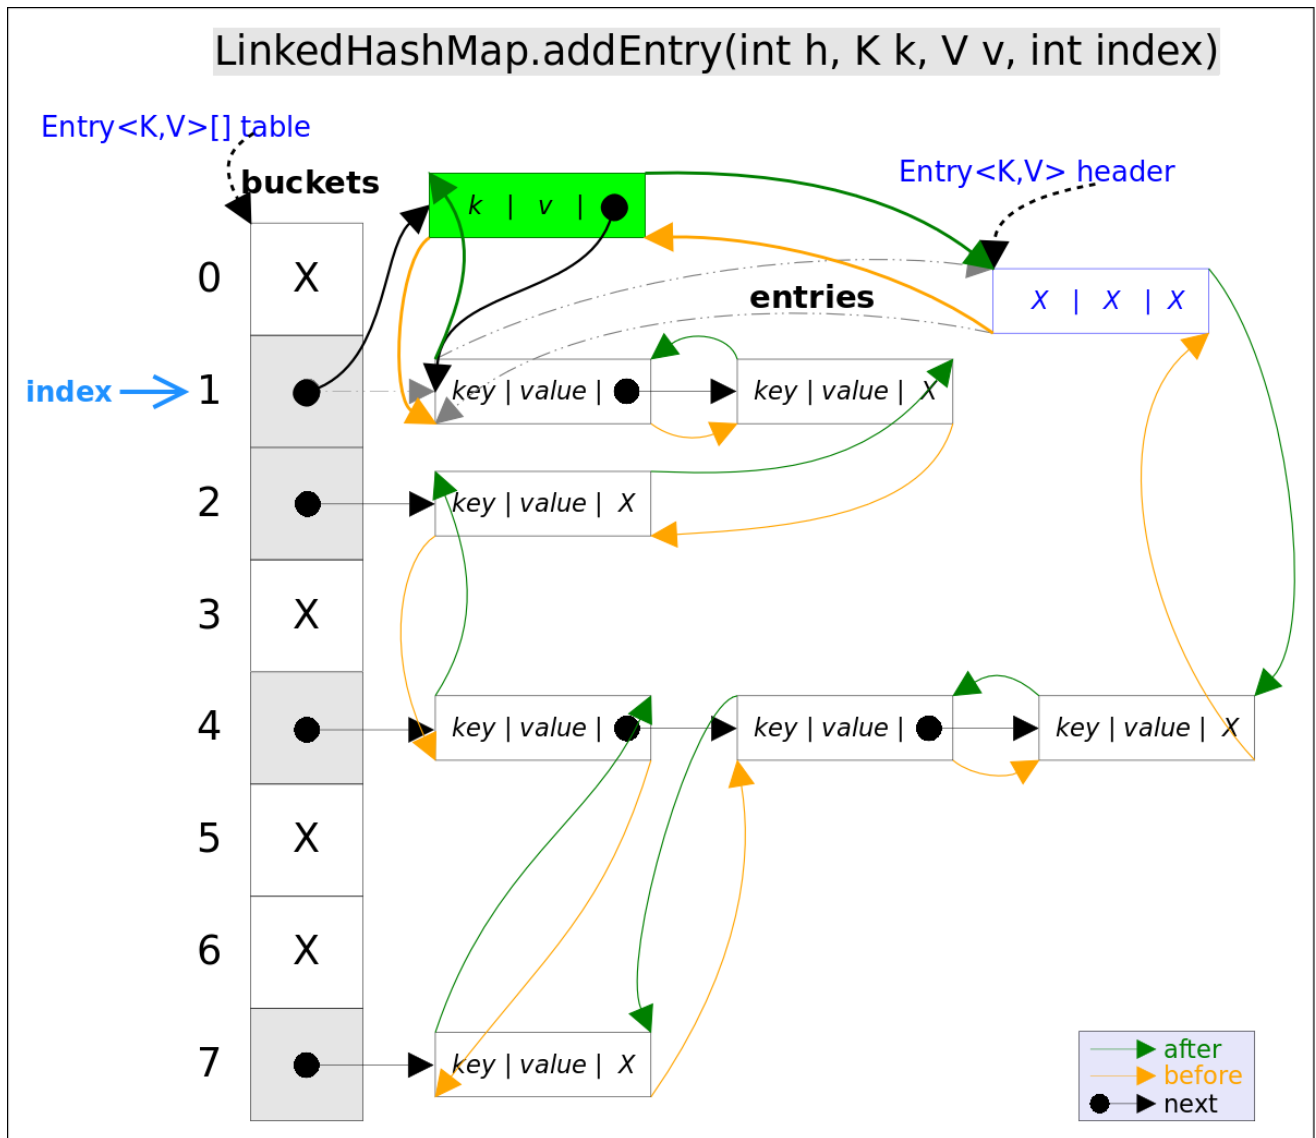 LinkedHashMap.addEntry(int h, K k, V v, int index)
Entry<K,V>[] table
Entry<K,V> header
buckets
k | v |
0 X
entries
X | X | X
index 1 key | value | key | value | X
2 key | value | X
3 X
4 key | value | key | value | key | value | X
5 X
6 X
7 key | value | X
after
before
next